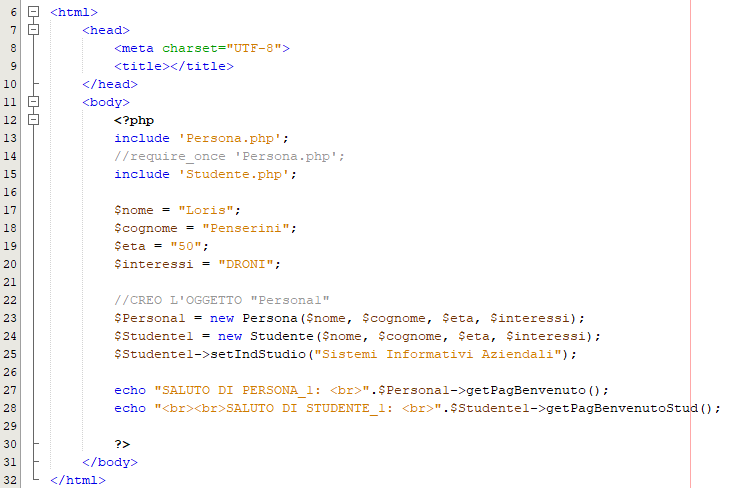 6 <html>
7 <head>
8 <meta charset="UTF-8">
9 <title></title>
10 </head>
11 <body>
12 <?php
13 include 'Persona.php';
14 //require_once 'Persona.php';
15 include 'Studente.php';
16
17 $nome = "Loris";
18 $cognome = "Penserini";
19 $eta = "50";
20 $interessi = "DRONI";
21
22 //CREO L'OGGETTO "Persona1"
23 $Persona1 = new Persona($nome, $cognome, $eta, $interessi);
24 $Studente1 = new Studente($nome, $cognome, $eta, $interessi);
25 $Studente1->setIndStudio("Sistemi Informativi Aziendali");
26
27 echo "SALUTO DI PERSONA_1: <br>".$Persona1->getPagBenvenuto();
28 echo "<br><br>SALUTO DI STUDENTE_1: <br>".$Studente1->getPagBenvenutoStud();
29
30 ?>
31 </body>
32 </html>